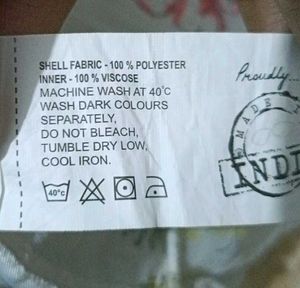 SHELL FABRIC - 100 % POLYESTER
INNER - 100 % VISCOSE
MACHINE WASH AT 40°C
WASH DARK COLOURS
SEPARATELY,
DO NOT BLEACH,
TUMBLE DRY LOW,
COOL IRON.
40°c
Proudly...
MADE
INDI